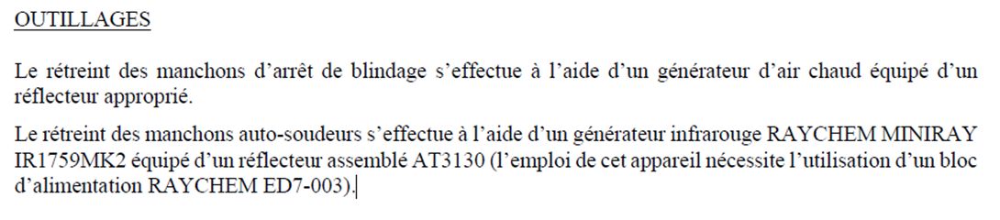 OUTILLAGES
Le rétreint des manchons d’arrêt de blindage s’effectue à l’aide d’un générateur d’air chaud équipé d’un
réflecteur approprié.
Le rétreint des manchons auto-soudeurs s’effectue à l’aide d’un générateur infrarouge RAYCHEM MINIRAY
IR1759MK2 équipé d’un réflecteur assemblé AT3130 (l’emploi de cet appareil nécessite l’utilisation d’un bloc
d’alimentation RAYCHEM ED7-003).